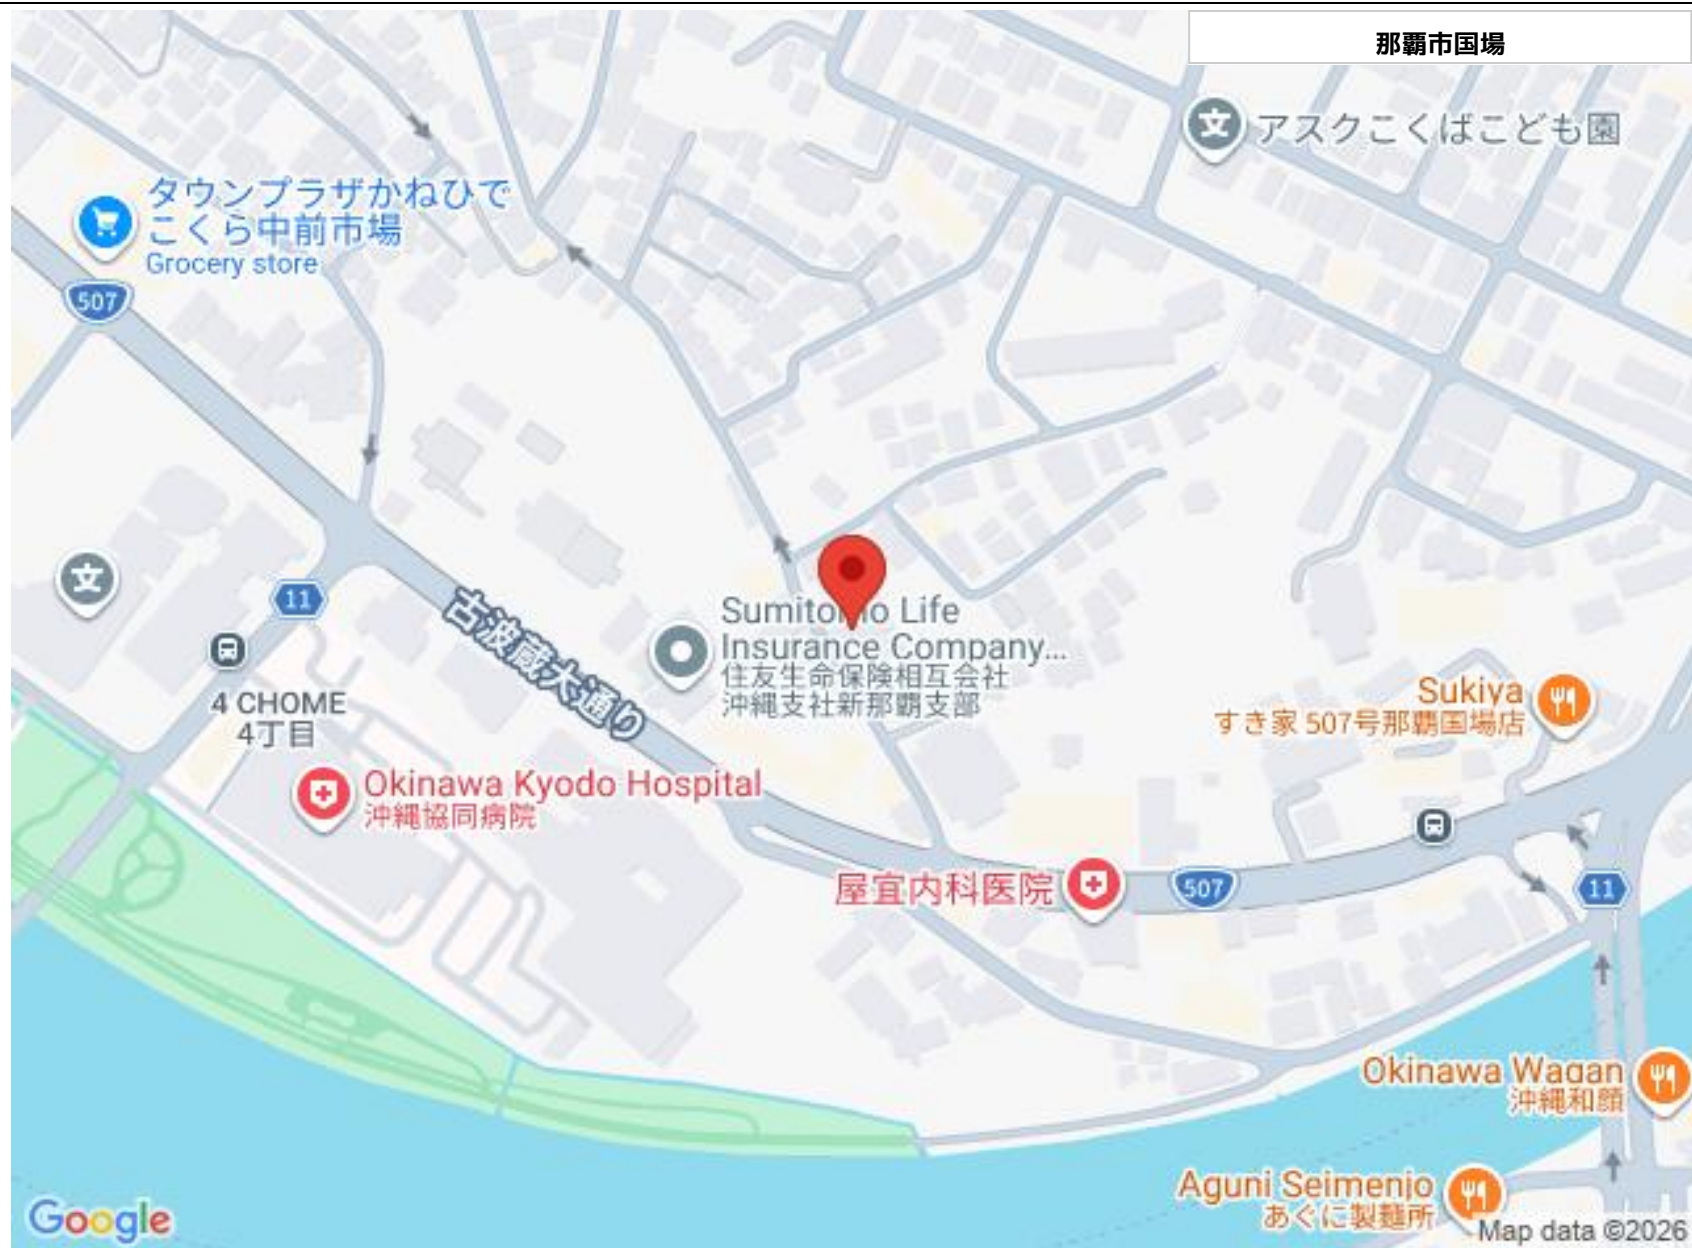 那覇市国場
アスクこくばこども園
タウンプラザかねひで
こくら中前市場
Grocery store
507
文
文
11
4 CHOME
4丁目
古波蔵大通り
Insurance Company...
住友生命保険相互会社
沖縄支社新那覇支部
Sukiya
すき家 507号那覇国場店
Okinawa Kyodo Hospital
沖縄協同病院
屋宜内科医院
507
11
Okinawa Wagan
沖縄和顔
Aguni Seimenjo
あぐに製麺所
Google
Map data ©2026